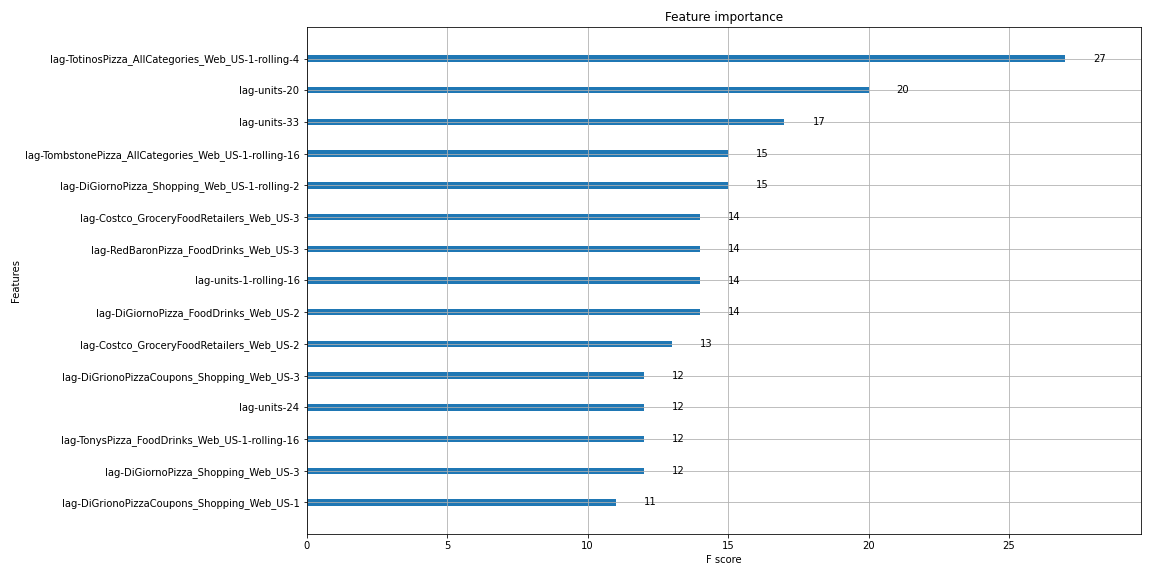 Feature importance
Features
lag-TotinosPizza_AllCategories_Web_US-1-rolling-4 27
lag-units-20 20
lag-units-33 17
lag-TombstonePizza_AllCategories_Web_US-1-rolling-16 15
lag-DiGiornoPizza_Shopping_Web_US-1-rolling-2 15
lag-Costco_GroceryFoodRetailers_Web_US-3 14
lag-RedBaronPizza_FoodDrinks_Web_US-3 14
lag-units-1-rolling-16 14
lag-DiGiornoPizza_FoodDrinks_Web_US-2 14
lag-Costco_GroceryFoodRetailers_Web_US-2 13
lag-DiGrionoPizzaCoupons_Shopping_Web_US-3 12
lag-units-24 12
lag-TonysPizza_FoodDrinks_Web_US-1-rolling-16 12
lag-DiGiornoPizza_Shopping_Web_US-3 12
lag-DiGrionoPizzaCoupons_Shopping_Web_US-1 11
0 5 10 15 20 25
F score